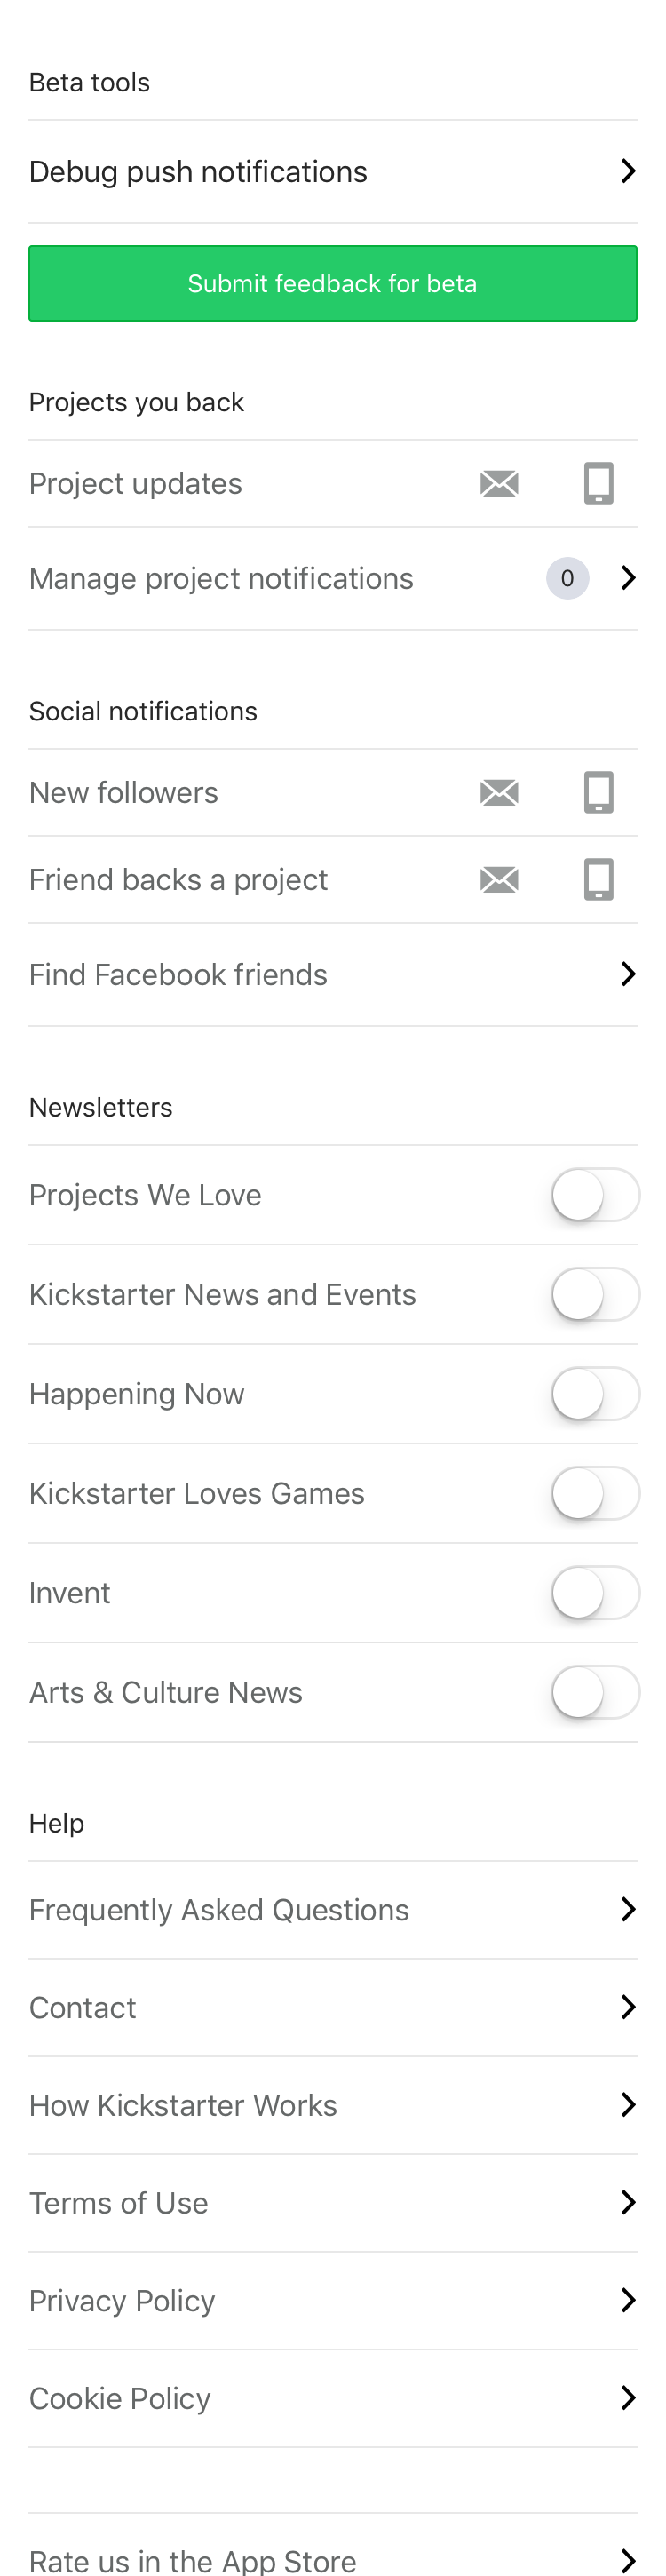 Beta tools
Debug push notifications
Submit feedback for beta
Projects you back
Project updates
Manage project notifications 0
Social notifications
New followers
Friend backs a project
Find Facebook friends
Newsletters
Projects We Love
Kickstarter News and Events
Happening Now
Kickstarter Loves Games
Invent
Arts & Culture News
Help
Frequently Asked Questions
Contact
How Kickstarter Works
Terms of Use
Privacy Policy
Cookie Policy
Rate us in the App Store